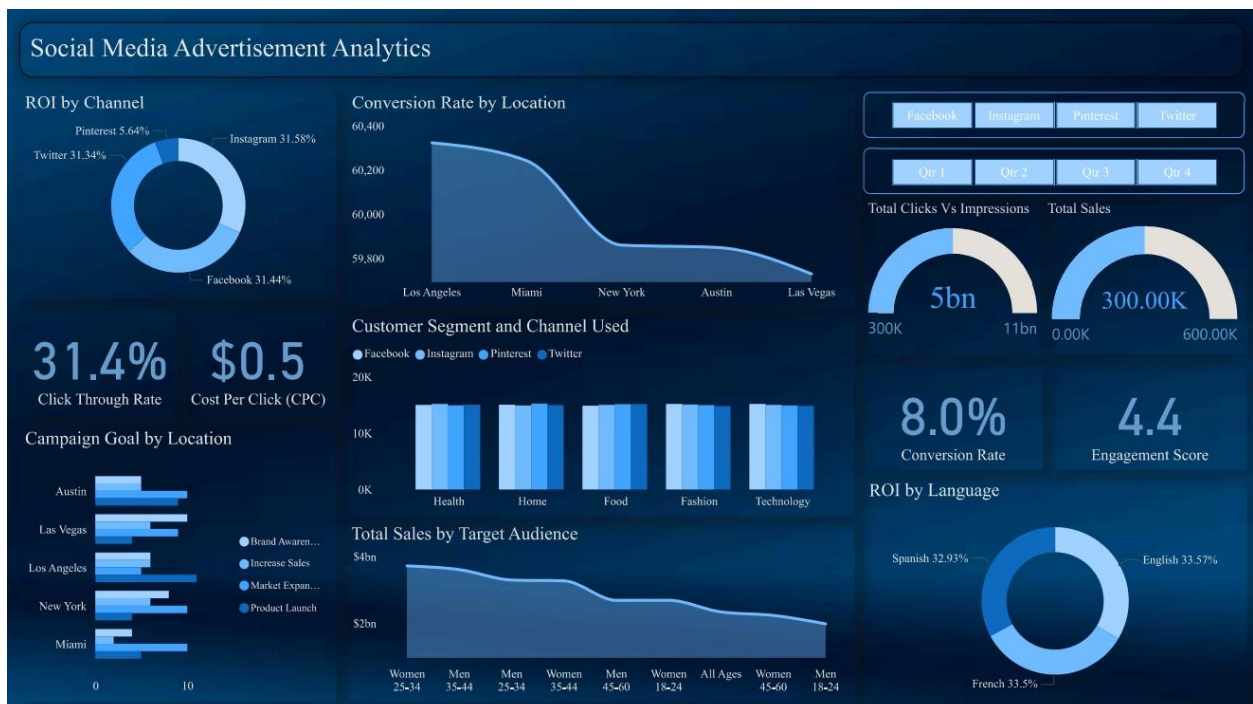 Social Media Advertisement Analytics
ROI by Channel
Pinterest 5.64%
Instagram 31.58%
Twitter 31.34%
Facebook 31.44%
Conversion Rate by Location
60,400
60,200
60,000
59,800
Los Angeles Miami New York Austin Las Vegas
Facebook Instagram Pinterest Twitter
Qtr 1 Qtr 2 Qtr 3 Qtr 4
Total Clicks Vs Impressions
5bn
300K 11bn
Total Sales
300.00K
0.00K 600.00K
31.4%
Click Through Rate
$0.5
Cost Per Click (CPC)
Customer Segment and Channel Used
Facebook Instagram Pinterest Twitter
20K
10K
0K
Health Home Food Fashion Technology
8.0%
Conversion Rate
4.4
Engagement Score
Campaign Goal by Location
Austin
Las Vegas
Los Angeles
New York
Miami
0 10
Brand Awaren...
Increase Sales
Market Expan...
Product Launch
Total Sales by Target Audience
$4bn
$2bn
Women Men Men Women Men Women All Ages Women Men
25-34 35-44 25-34 35-44 45-60 18-24 45-60 18-24
ROI by Language
Spanish 32.93%
English 33.57%
French 33.5%